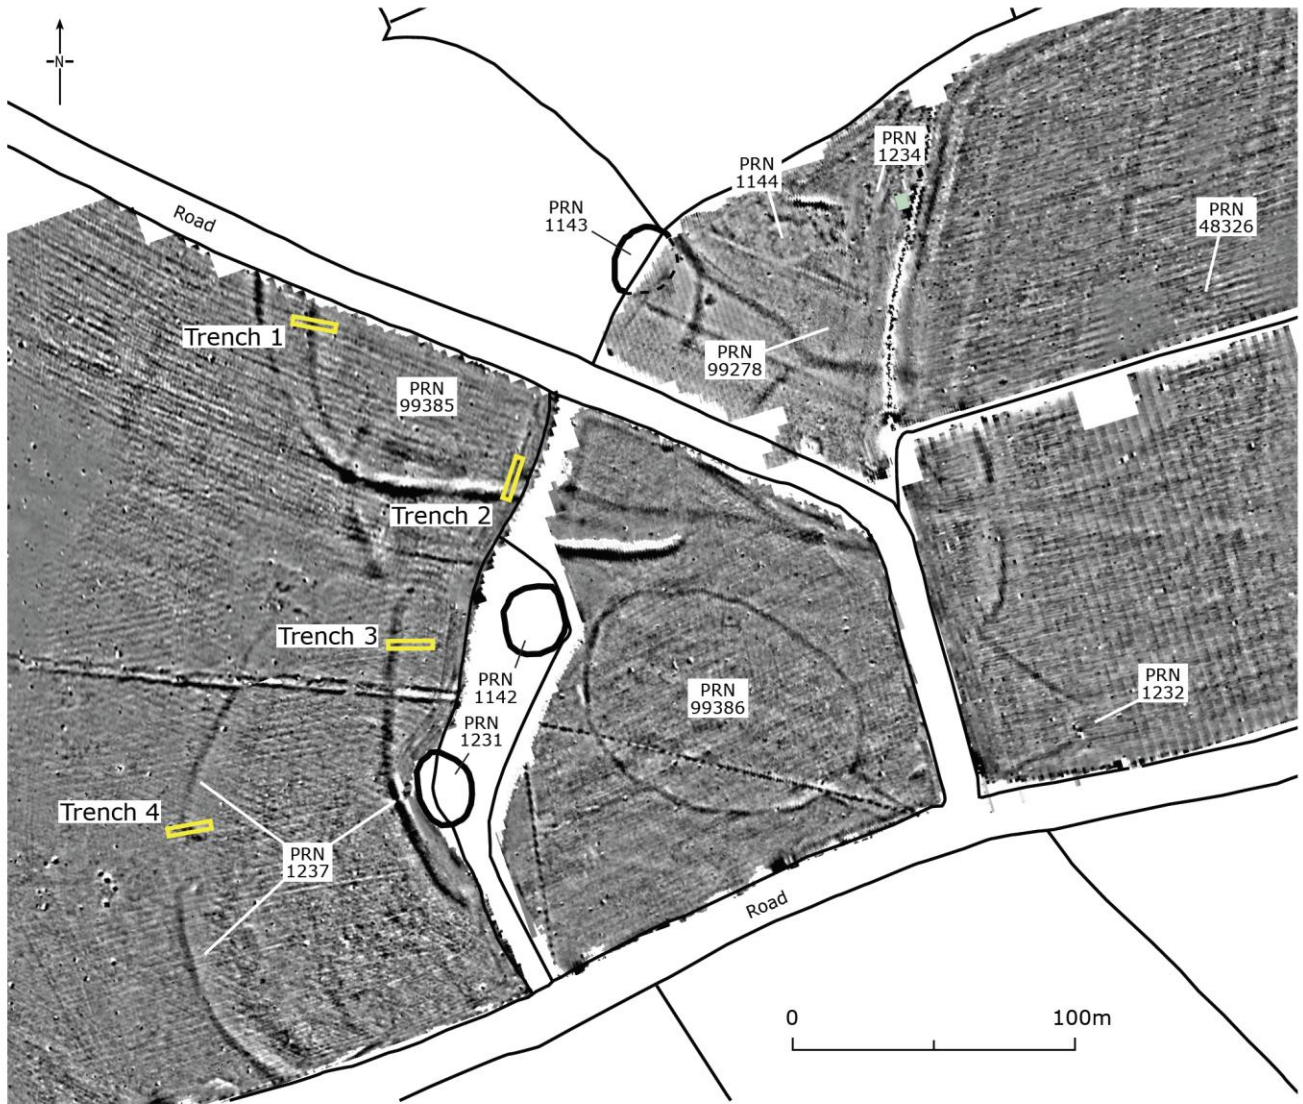 N
PRN
1234
PRN
1144
PRN
1143
PRN
48326
Road
Trench 1
PRN
99278
PRN
99385
Trench 2
Trench 3
PRN
1142
PRN
99386
PRN
1232
PRN
1231
Trench 4
PRN
1237
Road
0
100m